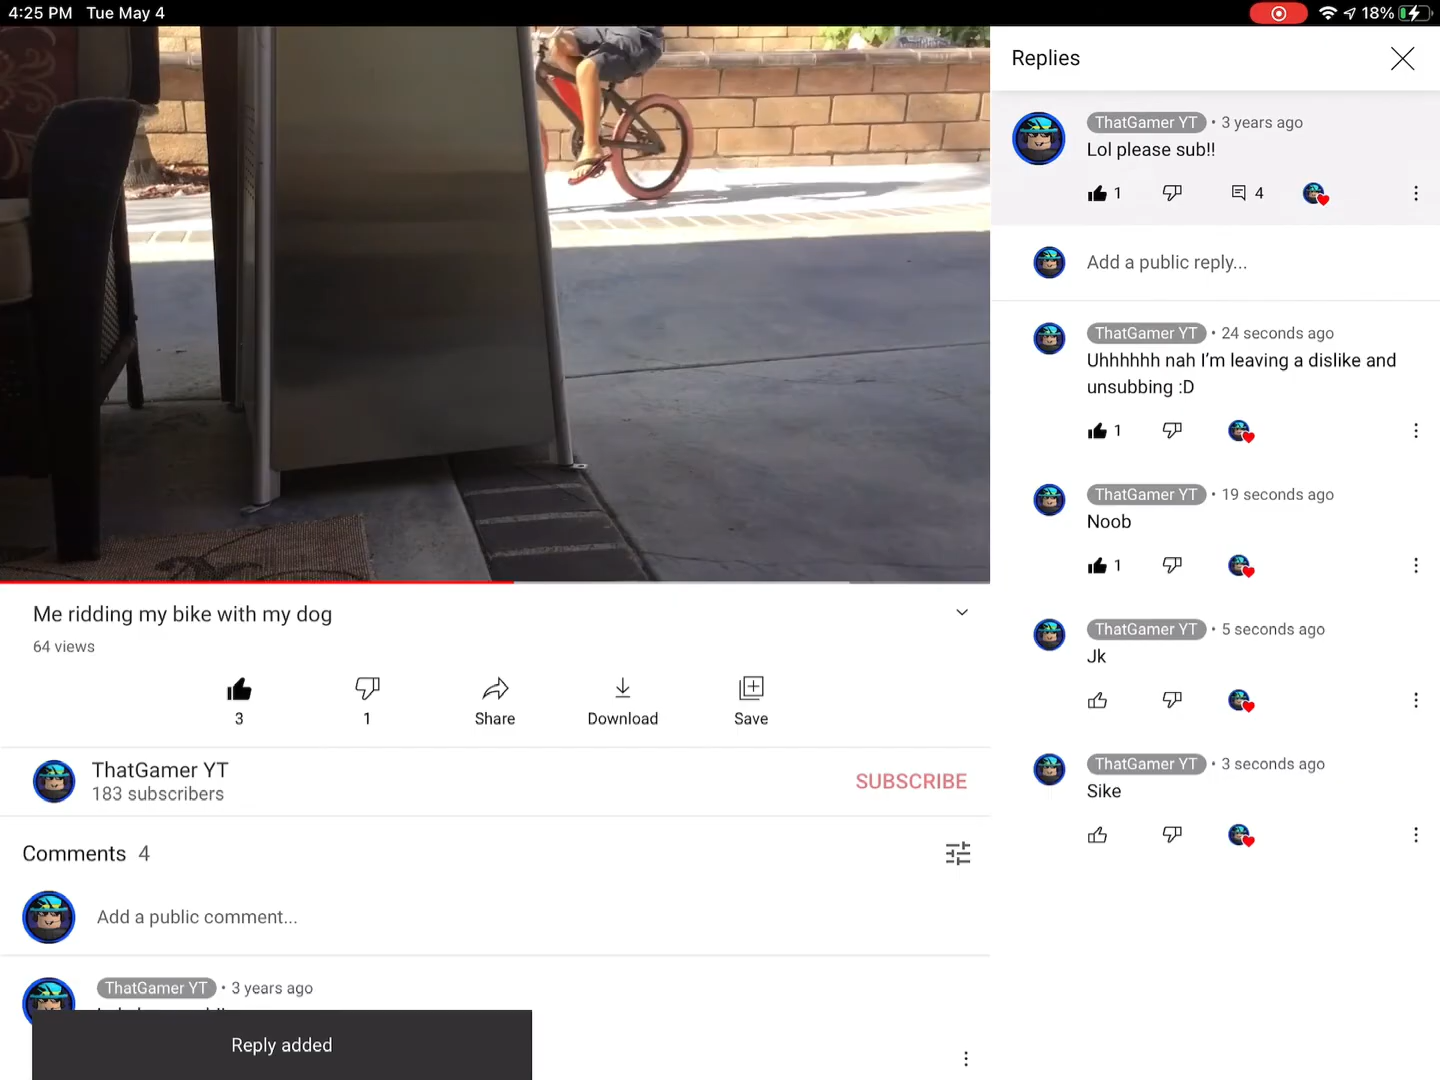 4:25 PM Tue May 4
18%
Replies
ThatGamer YT • 3 years ago
Lol please sub!!
1 4
Add a public reply...
ThatGamer YT • 24 seconds ago
Uhhhhhh nah I’m leaving a dislike and
unsubbing :D
1
ThatGamer YT • 19 seconds ago
Noob
1
ThatGamer YT • 5 seconds ago
Jk
ThatGamer YT • 3 seconds ago
Sike
Me ridding my bike with my dog
64 views
3 1 Share Download Save
ThatGamer YT
183 subscribers
SUBSCRIBE
Comments 4
Add a public comment...
ThatGamer YT • 3 years ago
Reply added